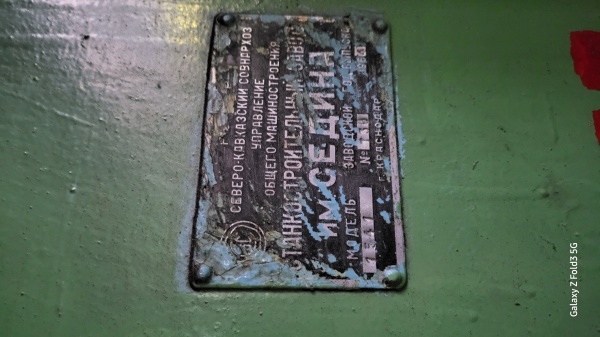 СЕВЕРО-КАВКАЗСКИЙ СОВНАРХОЗ
УПРАВЛЕНИЕ
ОБЩЕГО МАШИНОСТРОЕНИЯ
СТАНКОСТРОИТЕЛЬНЫЙ ЗАВОД
ИМ СЕДИНА
МОДЕЛЬ ЗАВОДСКОЙ
№
Г. КРАСНОДАР
Galaxy Z Fold3 5G